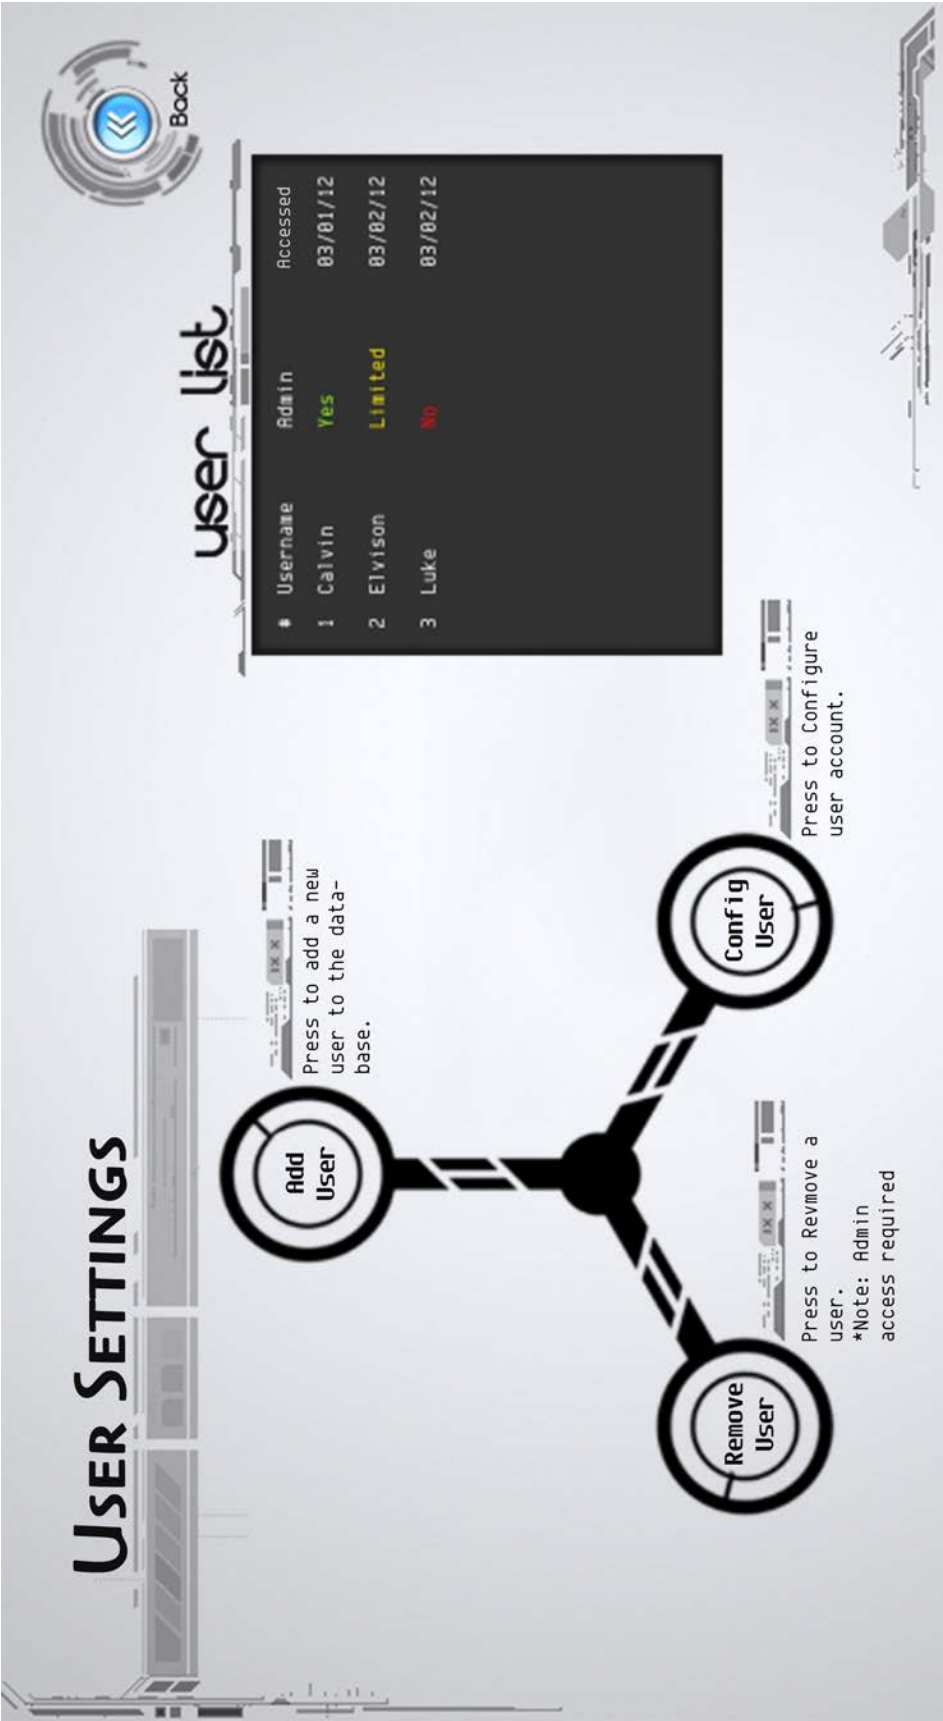 USER SETTINGS
Back
user list
# Username Admin Accessed
1 Calvin Yes 03/01/12
2 Elvison Limited 03/02/12
3 Luke No 03/02/12
Add
User
Press to add a new
user to the data-
base.
Remove
User
Press to Revmove a
user.
*Note: Admin
access required
Config
User
Press to Configure
user account.